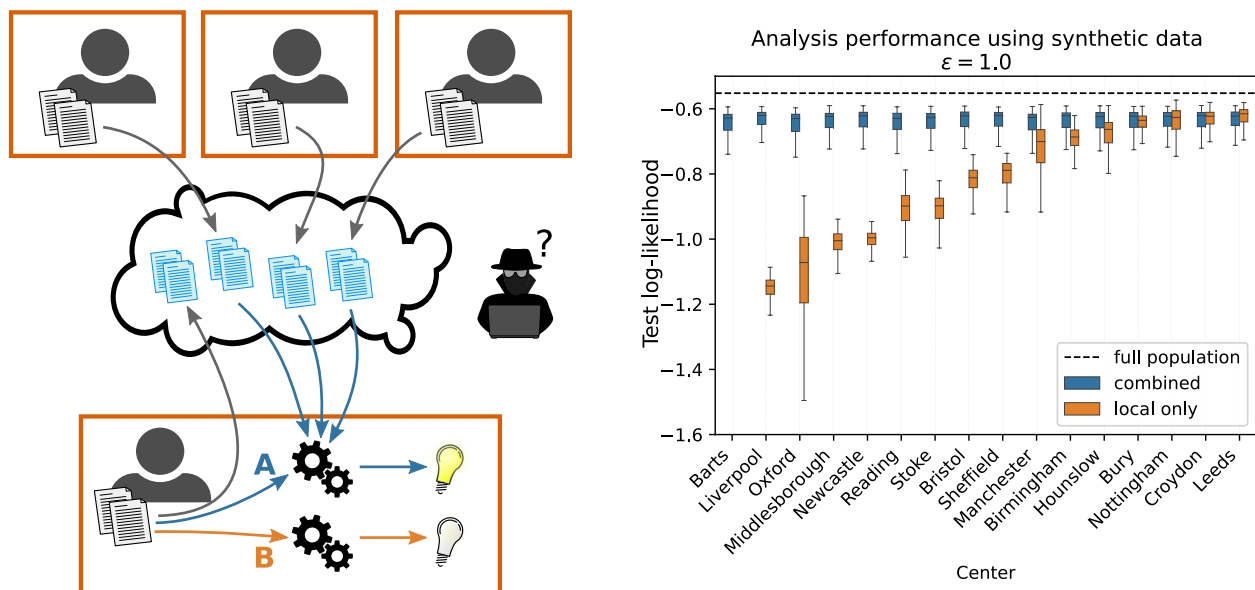 ?
A
B
Analysis performance using synthetic data
ε = 1.0
Test log-likelihood
−0.6
−0.8
−1.0
−1.2
−1.4
−1.6
full population
combined
local only
Barts
Liverpool
Oxford
Middlesborough
Newcastle
Reading
Stoke
Bristol
Sheffield
Manchester
Birmingham
Hounslow
Bury
Nottingham
Croydon
Leeds
Center